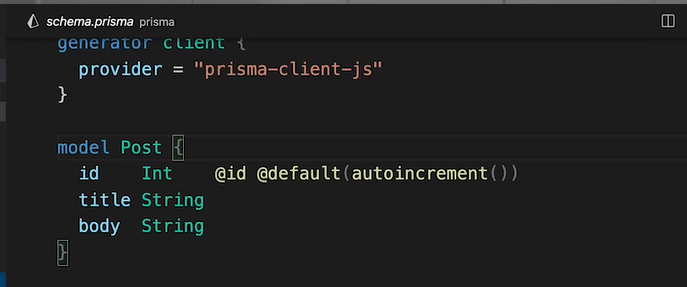 schema.prisma prisma
generator client {
provider = "prisma-client-js"
}
model Post {
id Int @id @default(autoincrement())
title String
body String
}